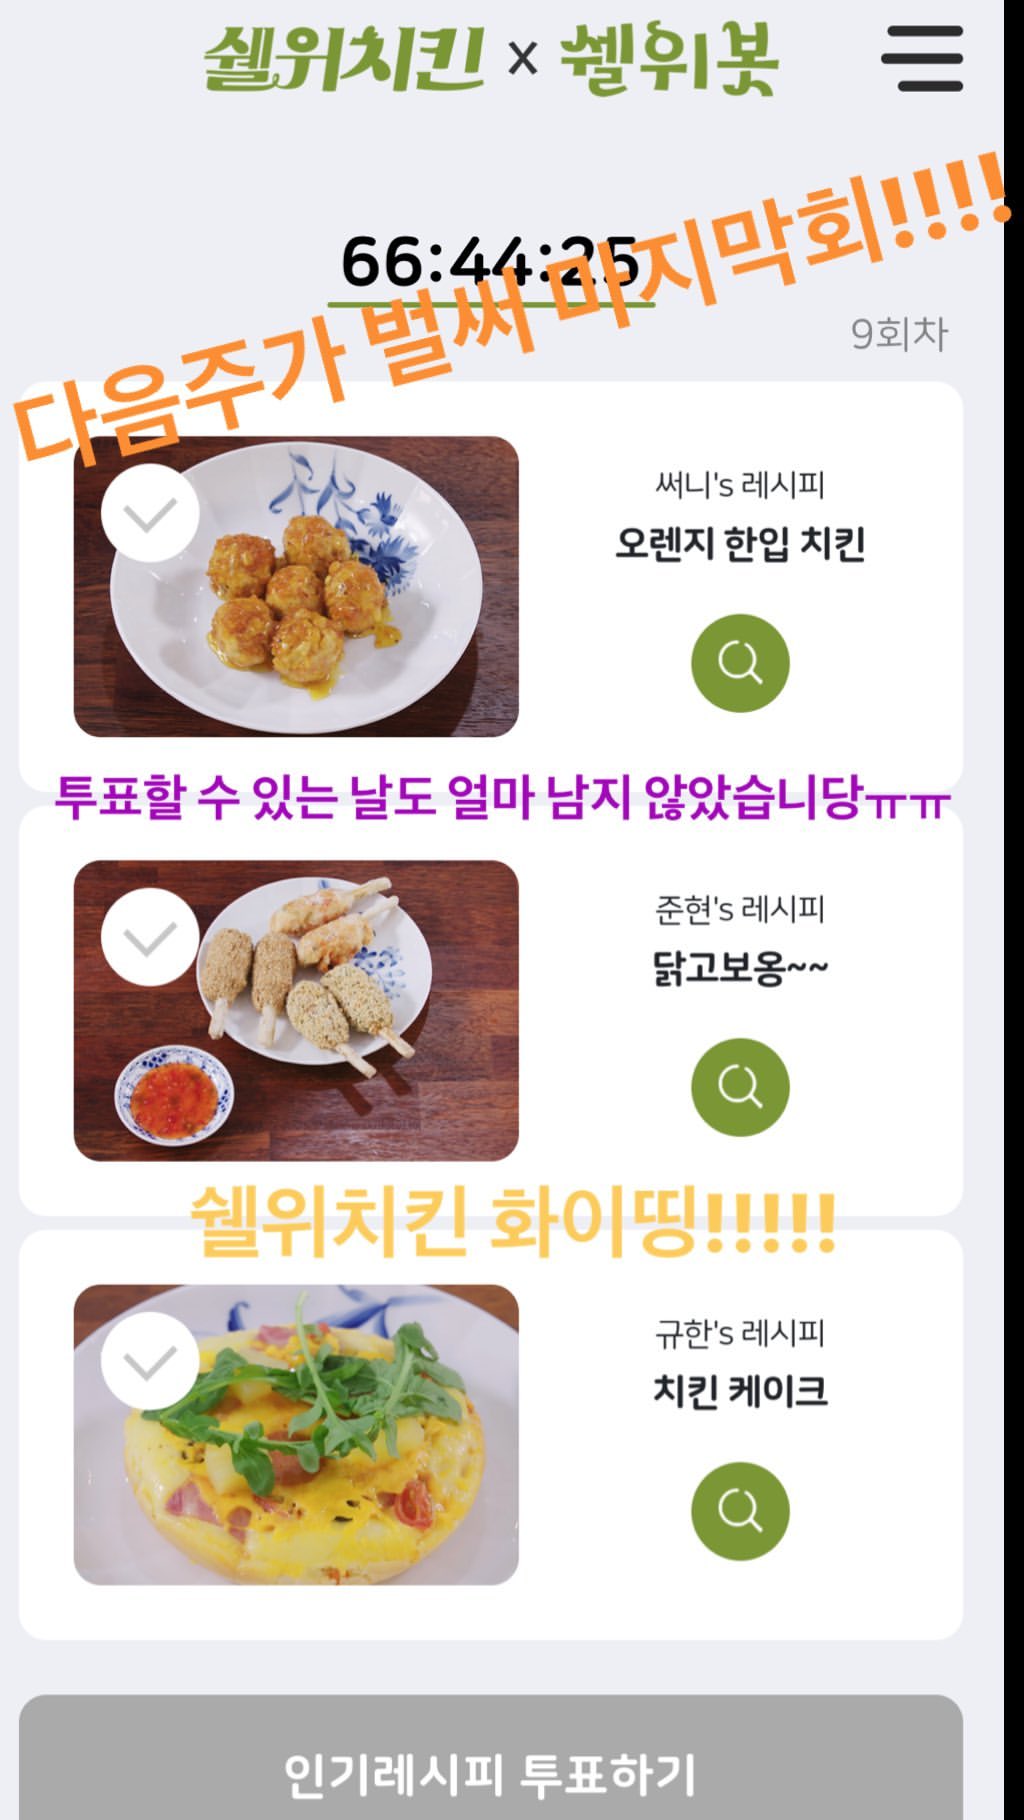 쉘위치킨 x 쉘위봇
66:44:25
다음주가 벌써 마지막회!!!!
9회차
써니's 레시피
오렌지 한입 치킨
투표할 수 있는 날도 얼마 남지 않았습니당ㅠㅠ
준현's 레시피
닭고보옹~~
쉘위치킨 화이띵!!!!!
규한's 레시피
치킨 케이크
인기레시피 투표하기